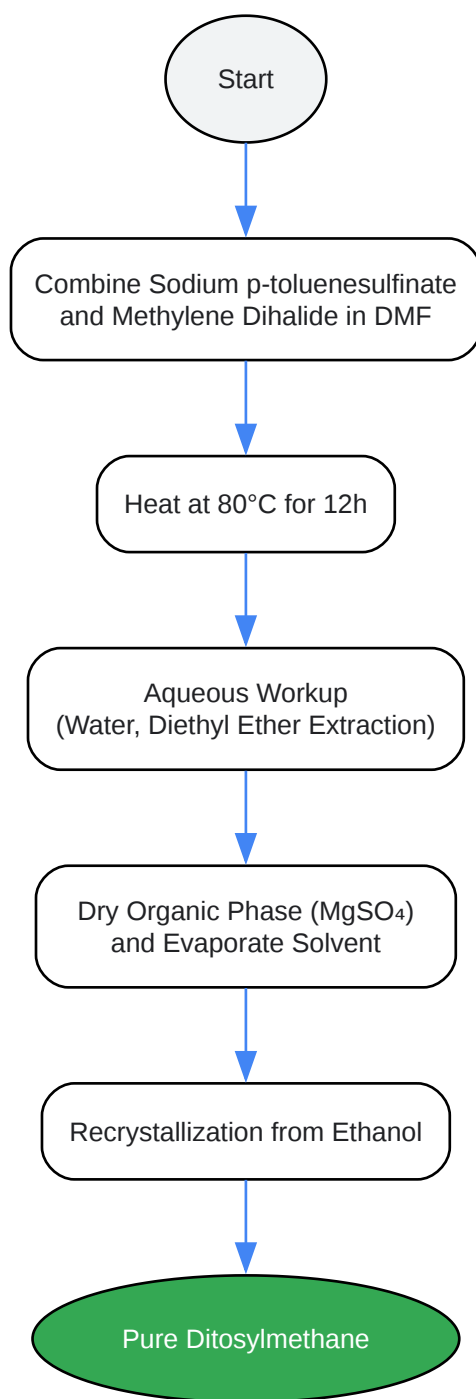 Start
Combine Sodium p-toluenesulfinate
and Methylene Dihalide in DMF
Heat at 80°C for 12h
Aqueous Workup
(Water, Diethyl Ether Extraction)
Dry Organic Phase (MgSO₄)
and Evaporate Solvent
Recrystallization from Ethanol
Pure Ditosylmethane